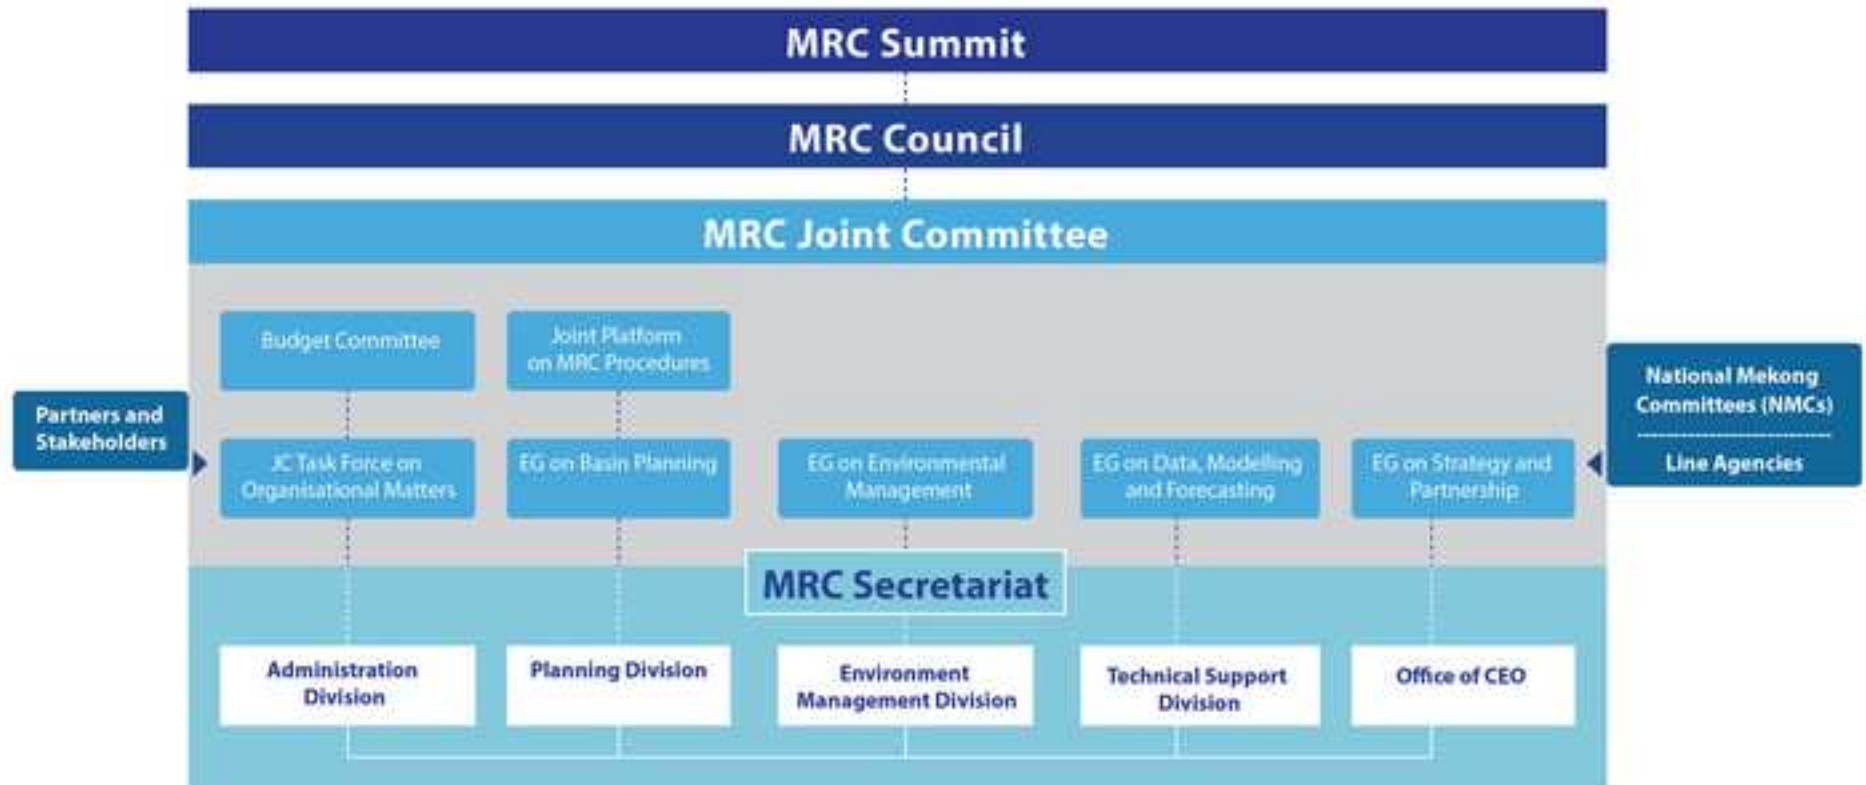 MRC Summit
MRC Council
MRC Joint Committee
Budget Committee
Joint Platform
on MRC Procedures
Partners and
Stakeholders
National Mekong
Committees (NMCs)
Line Agencies
JC Task Force on
Organisational Matters
EG on Basin Planning
EG on Environmental
Management
EG on Data, Modelling
and Forecasting
EG on Strategy and
Partnership
MRC Secretariat
Administration
Division
Planning Division
Environment
Management Division
Technical Support
Division
Office of CEO